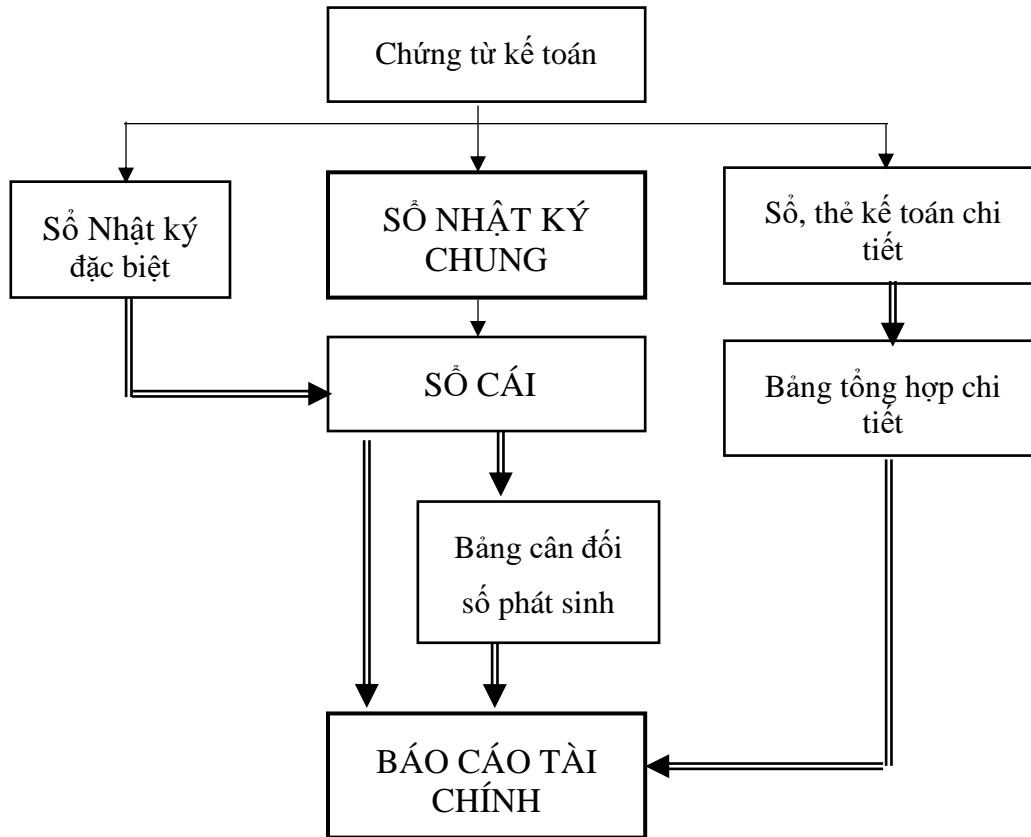 Chứng từ kế toán
Sổ Nhật ký
đặc biệt
SỔ NHẬT KÝ
CHUNG
Sổ, thẻ kế toán chi
tiết
SỔ CÁI
Bảng tổng hợp chi
tiết
Bảng cân đối
số phát sinh
BÁO CÁO TÀI
CHÍNH